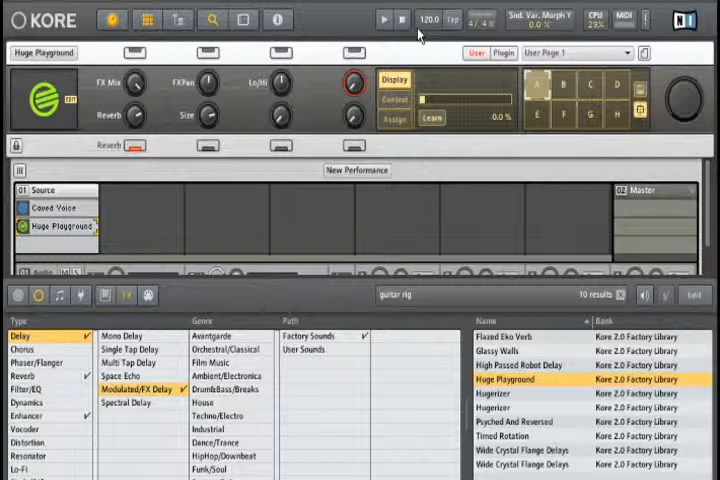 KORE
i
120.0 Tap
4 / 4
Snd. Var. Morph Y
0.0 %
CPU
29%
MIDI
!
NI
Huge Playground
User Plugin User Page 1
EDIT
FX Mix FXPan Lo/Hi
Reverb Size
Display
Control
Assign
Learn 0.0 %
A B C D
E F G H
Reverb
New Performance
01 Source
02 Master
Caved Voice
Huge Playground
01 Audio M S
FX
guitar rig 10 results
Edit
Type Genre Path Name Bank
Delay Mono Delay Avantgarde Factory Sounds Flazed Eko Verb Kore 2.0 Factory Library
Chorus Single Tap Delay Orchestral/Classical User Sounds Glassy Walls Kore 2.0 Factory Library
Phaser/Flanger Multi Tap Delay Film Music High Passed Robot Delay Kore 2.0 Factory Library
Reverb Space Echo Ambient/Electronica Huge Playground Kore 2.0 Factory Library
Filter/EQ Modulated/FX Delay Drum&Bass/Breaks Hugerizer Kore 2.0 Factory Library
Dynamics Spectral Delay House Hugerizer Kore 2.0 Factory Library
Enhancer Techno/Electro Psyched And Reversed Kore 2.0 Factory Library
Vocoder Industrial Timed Rotation Kore 2.0 Factory Library
Distortion Dance/Trance Wide Crystal Flange Delays Kore 2.0 Factory Library
Resonator HipHop/Downbeat Wide Crystal Flange Delays Kore 2.0 Factory Library
Lo-Fi Funk/Soul